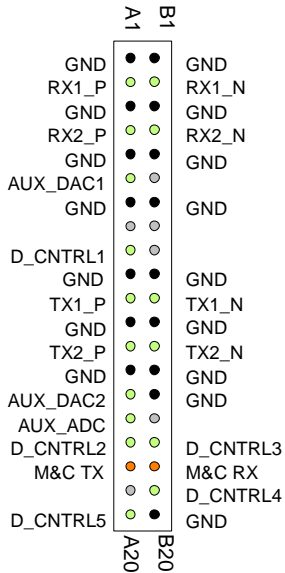 A1 B1
GND GND
RX1_P RX1_N
GND GND
RX2_P RX2_N
GND GND
AUX_DAC1
GND GND
D_CNTRL1
GND GND
TX1_P TX1_N
GND GND
TX2_P TX2_N
GND GND
AUX_DAC2 GND
AUX_ADC
D_CNTRL2 D_CNTRL3
M&C TX M&C RX
D_CNTRL4
D_CNTRL5 GND
A20 B20